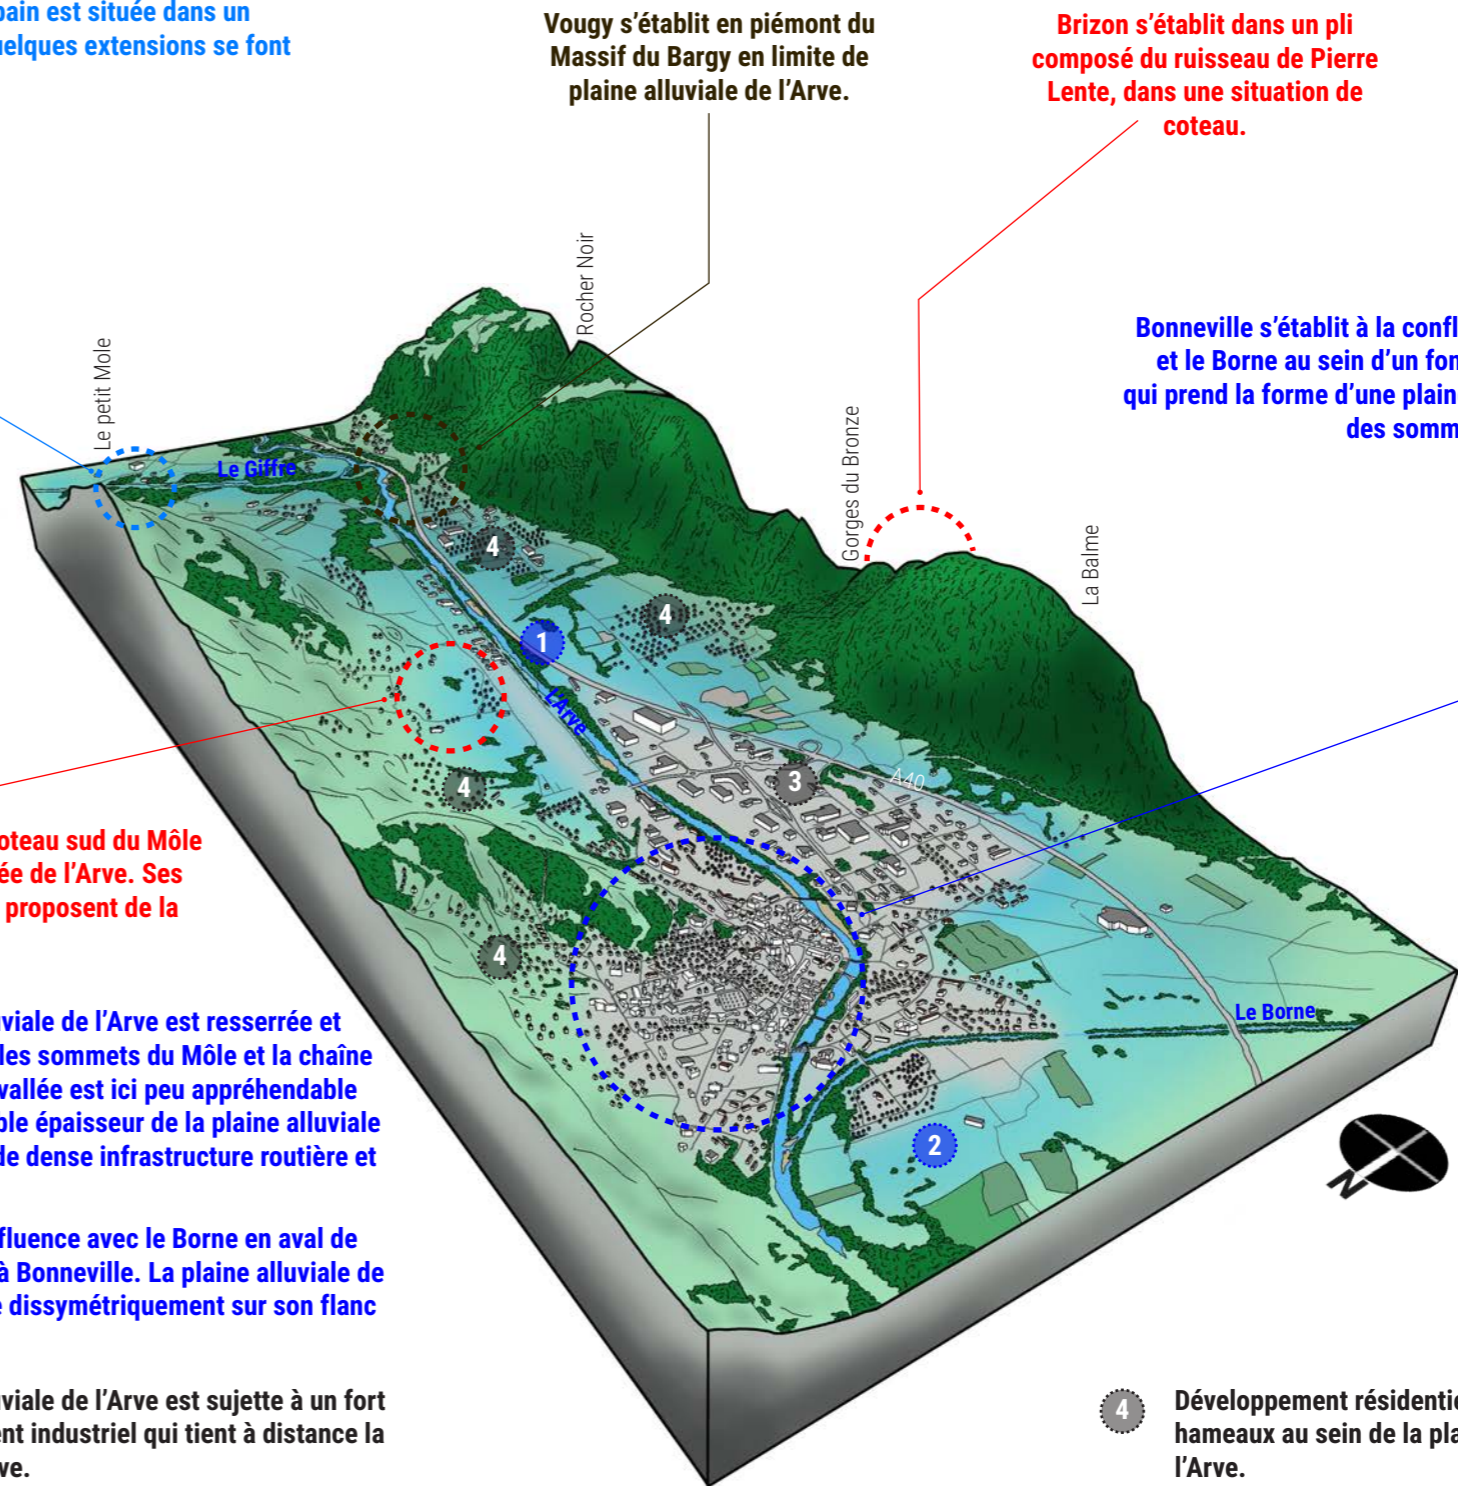 pain est située dans un
quelques extensions se font
Vougy s’établit en piémont du
Massif du Bargy en limite de
plaine alluviale de l’Arve.
Brizon s’établit dans un pli
composé du ruisseau de Pierre
Lente, dans une situation de
coteau.
Rocher Noir
Le petit Mole
Bonneville s’établit à la confl
et le Borne au sein d’un fon
qui prend la forme d’une plain
des somm
Gorges du Bronze
La Balme
Le Giffre
4
4
1
L'Arve
3
A40
4
4
oteau sud du Môle
ée de l’Arve. Ses
proposent de la
Le Borne
2
uviale de l’Arve est resserrée et
les sommets du Môle et la chaîne
vallée est ici peu appréhendable
ble épaisseur de la plaine alluviale
de dense infrastructure routière et
N
fluence avec le Borne en aval de
à Bonneville. La plaine alluviale de
e dissymétriquement sur son flanc
uviale de l’Arve est sujette à un fort
ent industriel qui tient à distance la
ve.
4
Développement résidentie
hameaux au sein de la pla
l’Arve.